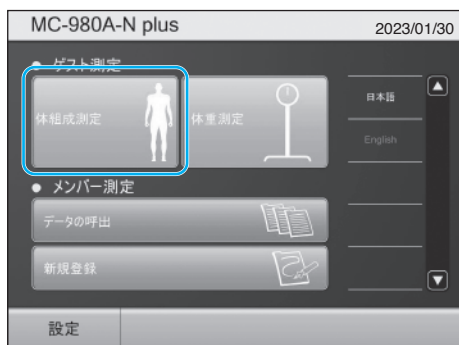 MC-980A-N plus 2023/01/30
● ゲスト測定
体組成測定 体重測定
日本語
English
● メンバー測定
データの呼出
新規登録
設定